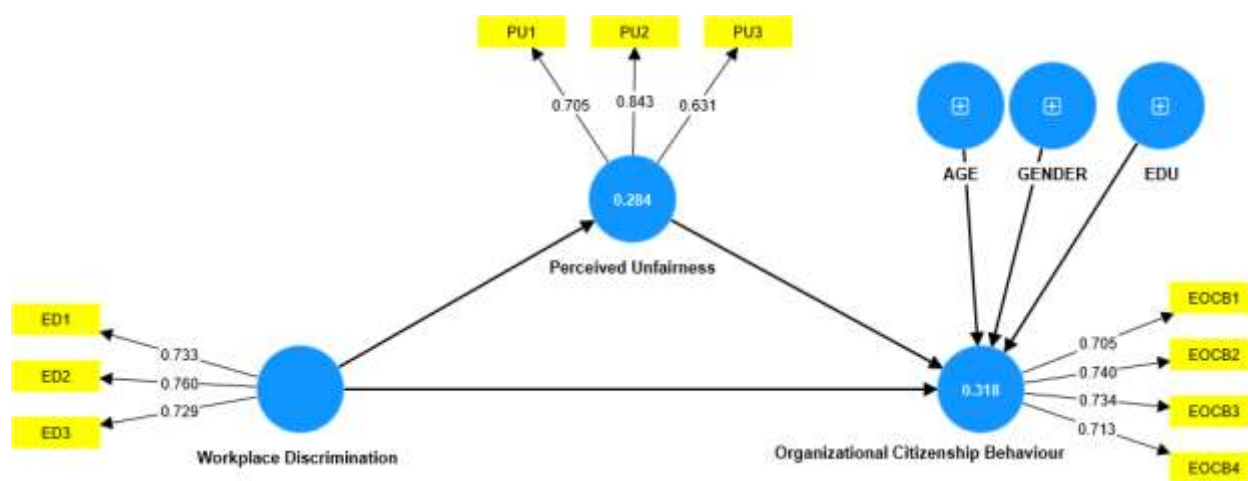 PU1 PU2 PU3
0.705 0.843 0.631
AGE GENDER EDU
0.284
Perceived Unfairness
ED1
ED2
ED3
0.733
0.760
0.729
Workplace Discrimination
0.318
Organizational Citizenship Behaviour
0.705
0.740
0.734
0.713
EOCB1
EOCB2
EOCB3
EOCB4